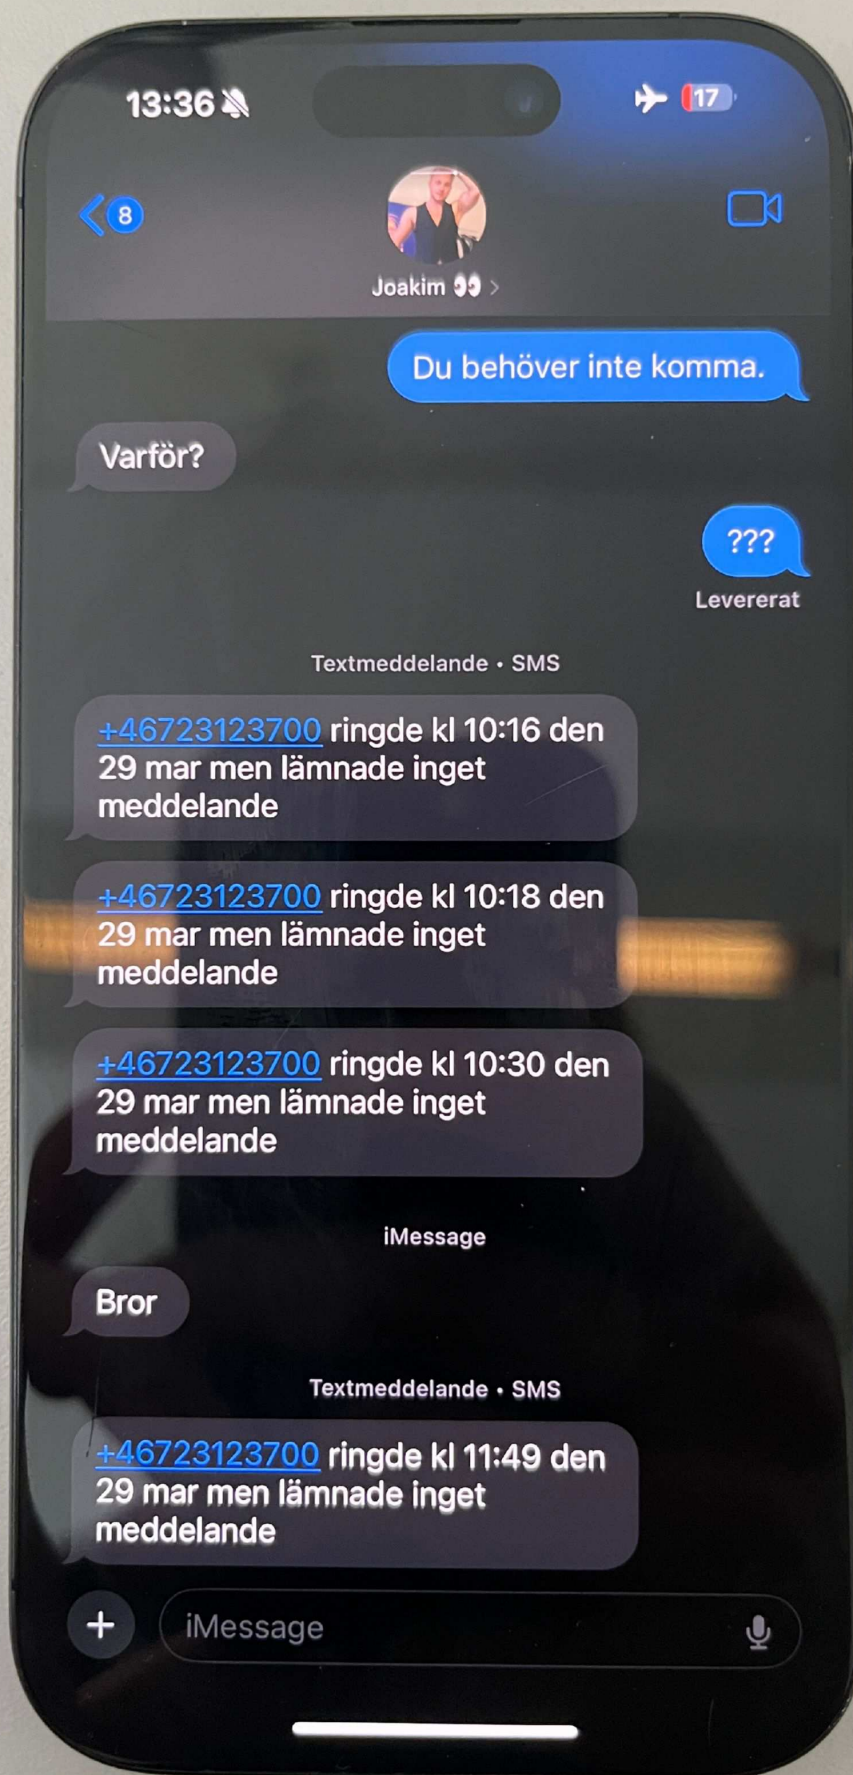 13:36
17
8
Joakim 👀 >
Du behöver inte komma.
Varför?
???
Levererat
Textmeddelande • SMS
+46723123700 ringde kl 10:16 den
29 mar men lämnade inget
meddelande
+46723123700 ringde kl 10:18 den
29 mar men lämnade inget
meddelande
+46723123700 ringde kl 10:30 den
29 mar men lämnade inget
meddelande
iMessage
Bror
Textmeddelande • SMS
+46723123700 ringde kl 11:49 den
29 mar men lämnade inget
meddelande
+ iMessage